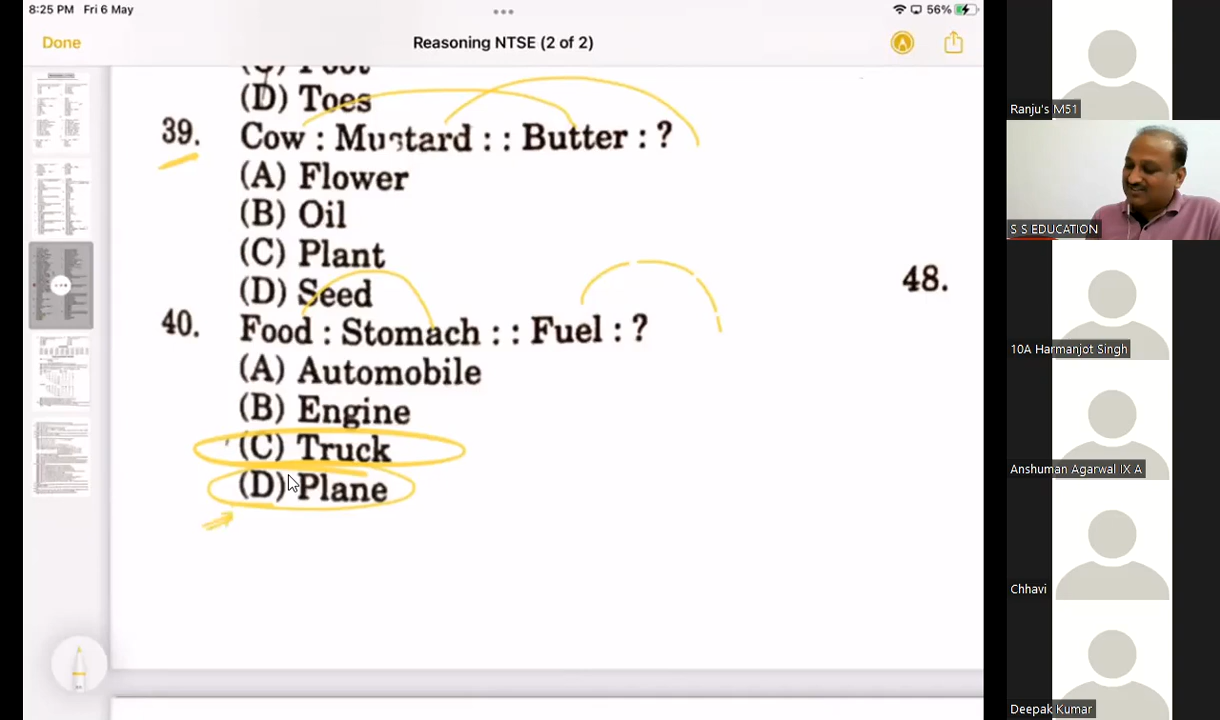 8:25 PM Fri 6 May
56%
Done
Reasoning NTSE (2 of 2)
(D) Toes
39. Cow : Mustard : : Butter : ?
(A) Flower
(B) Oil
(C) Plant
(D) Seed
48.
40. Food : Stomach : : Fuel : ?
(A) Automobile
(B) Engine
(C) Truck
(D) Plane
Ranju's M51
S S EDUCATION
10A Harmanjot Singh
Anshuman Agarwal IX A
Chhavi
Deepak Kumar